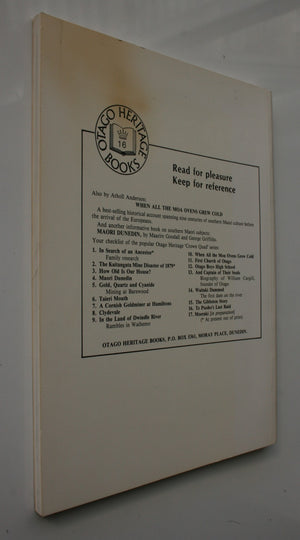 OTAGO HERITAGE BOOKS
16
Read for pleasure
Keep for reference
Also by Atholl Anderson:
WHEN ALL THE MOA OVENS GREW COLD
A best-selling historical account spanning nine centuries of southern Maori culture before
the arrival of the Europeans.
And another informative book on southern Maori subjects:
MAORI DUNEDIN, by Maurice Goodall and George Griffiths.
Your checklist of the popular Otago Heritage 'Crown Quad' series
1. In Search of an Ancestor*
Family research
2. The Kaitangata Mine Disaster of 1879*
3. How Old Is Our House?
4. Maori Dunedin
5. Gold, Quartz and Cyanide
Mining at Barewood
6. Taieri Mouth
7. A Cornish Goldminer at Hamiltons
8. Clydevale
9. In the Land of Dwindle River
Rambles in Waihemo
10. When All the Moa Ovens Grew Cold
11. First Church of Otago
12. Otago Boys High School
13. And Captain of Their Souls
Biography of William Cargill,
founder of Otago
14. Waitaki Dammed
The first dam on the river
15. The Gibbston Story
16. Te Puoho's Last Raid
17. Moeraki [in preparation]
(* At present out of print)
OTAGO HERITAGE BOOKS, P.O. BOX 1361, MORAY PLACE, DUNEDIN.